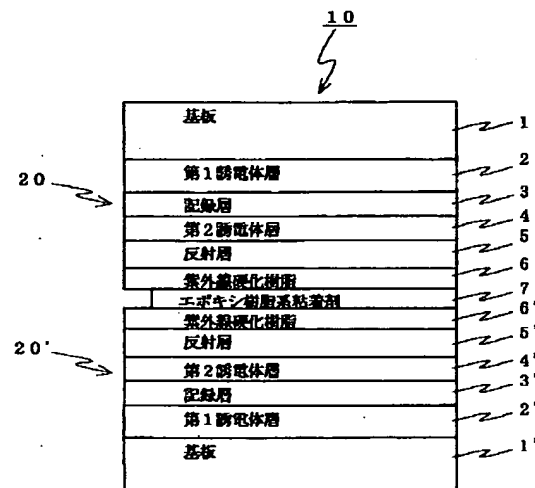 10
基板 1
第1誘電体層 2
20
記録層 3
第2誘電体層 4
反射層 5
紫外線硬化樹脂 6
エポキシ樹脂系粘着剤 7
紫外線硬化樹脂 6'
反射層 5'
20'
第2誘電体層 4'
記録層 3'
第1誘電体層 2'
基板 1'